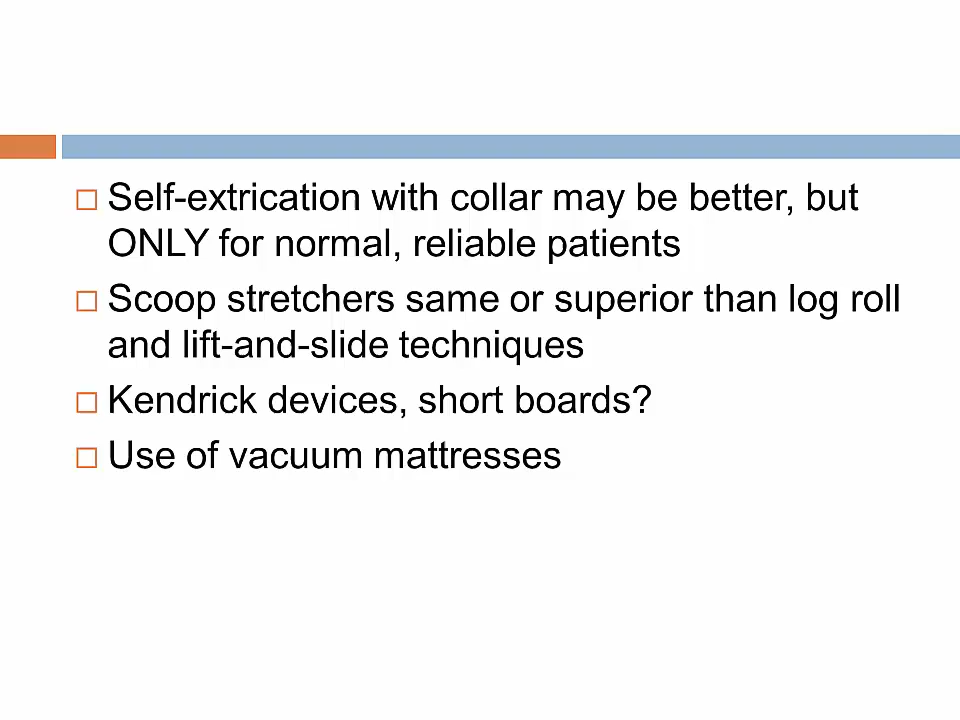 Self-extrication with collar may be better, but
ONLY for normal, reliable patients
Scoop stretchers same or superior than log roll
and lift-and-slide techniques
Kendrick devices, short boards?
Use of vacuum mattresses